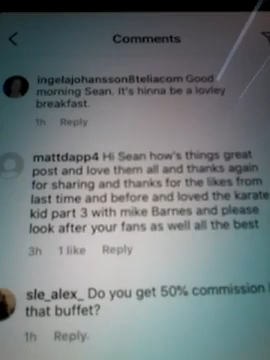 Comments
ingelajohansson8teliacom Good
morning Sean. It's hinna be a lovley
breakfast.
1h Reply
mattdapp4 Hi Sean how's things great
post and love them all and thanks again
for sharing and thanks for the likes from
last time and before and loved the karate
kid part 3 with mike Barnes and please
look after your fans as well all the best
3h 1 like Reply
sle_alex_ Do you get 50% commission
that buffet?
1h Reply